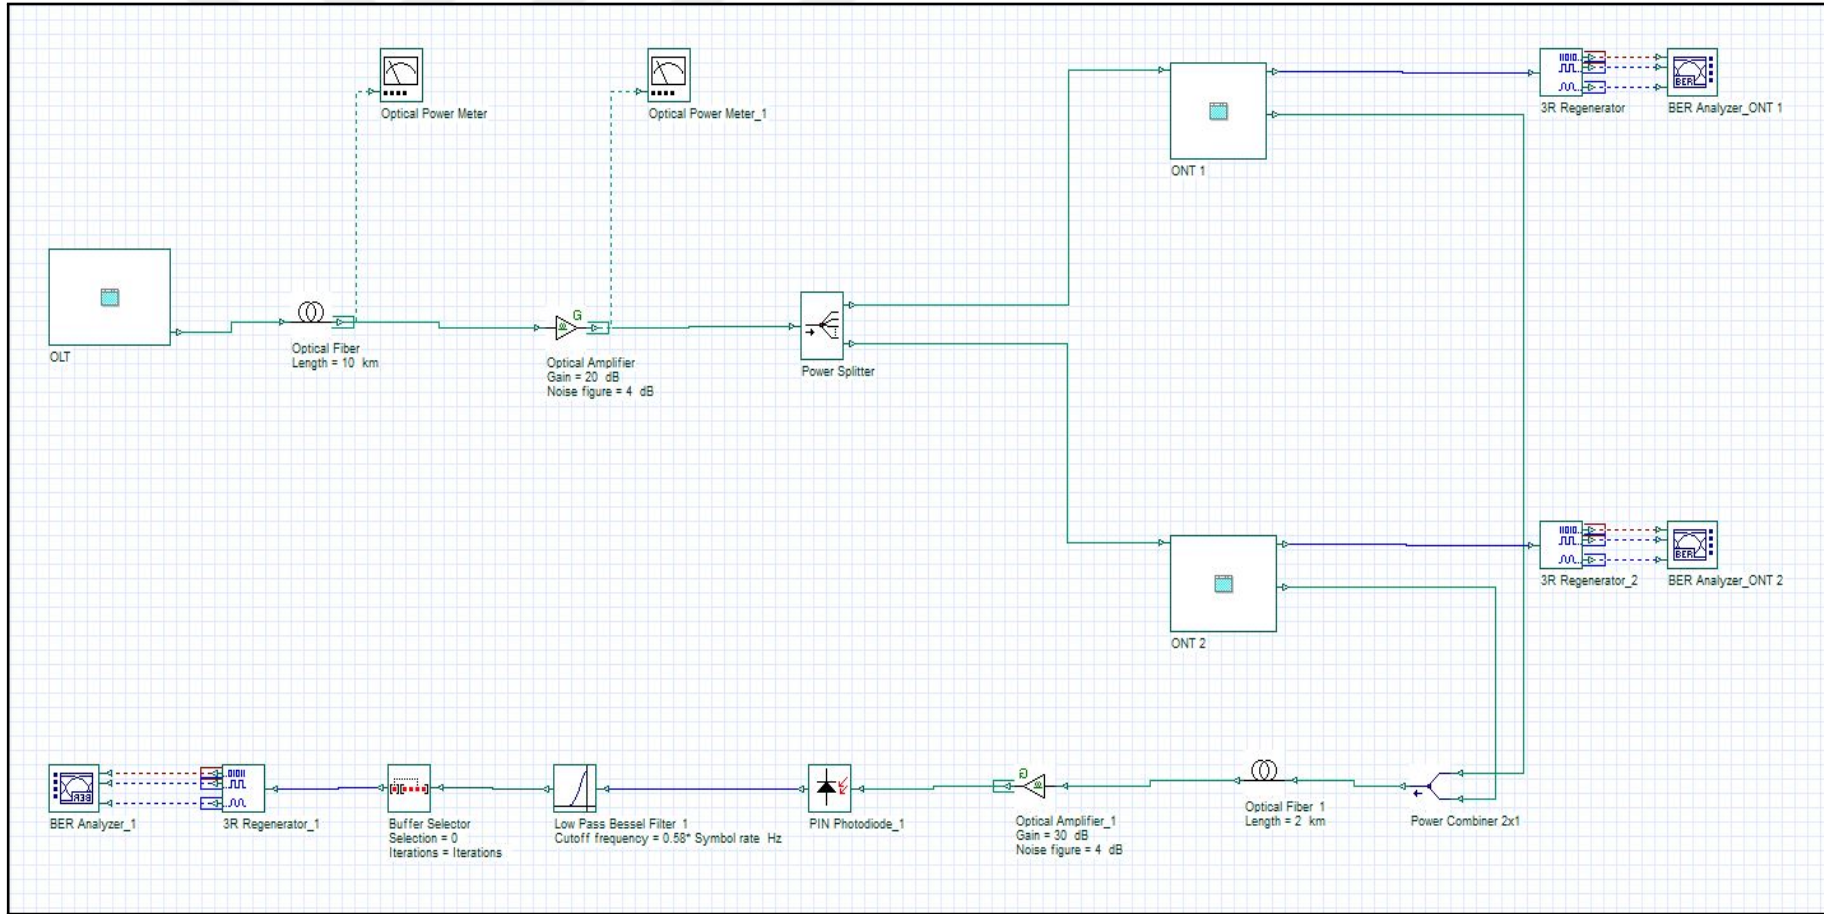 Optical Power Meter
Optical Power Meter_1
ONT 1
3R Regenerator
BER
BER Analyzer_ONT 1
OLT
Optical Fiber
Length = 10 km
G
Optical Amplifier
Gain = 20 dB
Noise figure = 4 dB
Power Splitter
ONT 2
3R Regenerator_2
BER
BER Analyzer_ONT 2
BER
BER Analyzer_1
3R Regenerator_1
Buffer Selector
Selection = 0
Iterations = Iterations
Low Pass Bessel Filter_1
Cutoff frequency = 0.58* Symbol rate Hz
PIN Photodiode_1
G
Optical Amplifier_1
Gain = 30 dB
Noise figure = 4 dB
Optical Fiber_1
Length = 2 km
Power Combiner 2x1